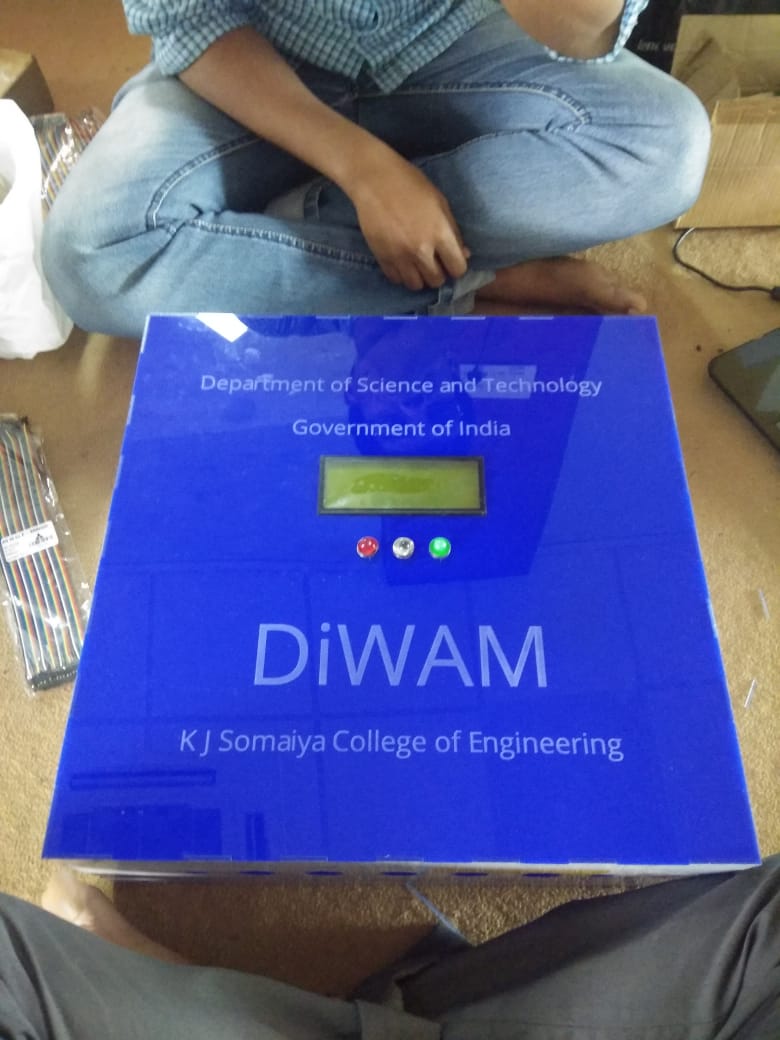 Department of Science and Technology
Government of India
DiWAM
K J Somaiya College of Engineering